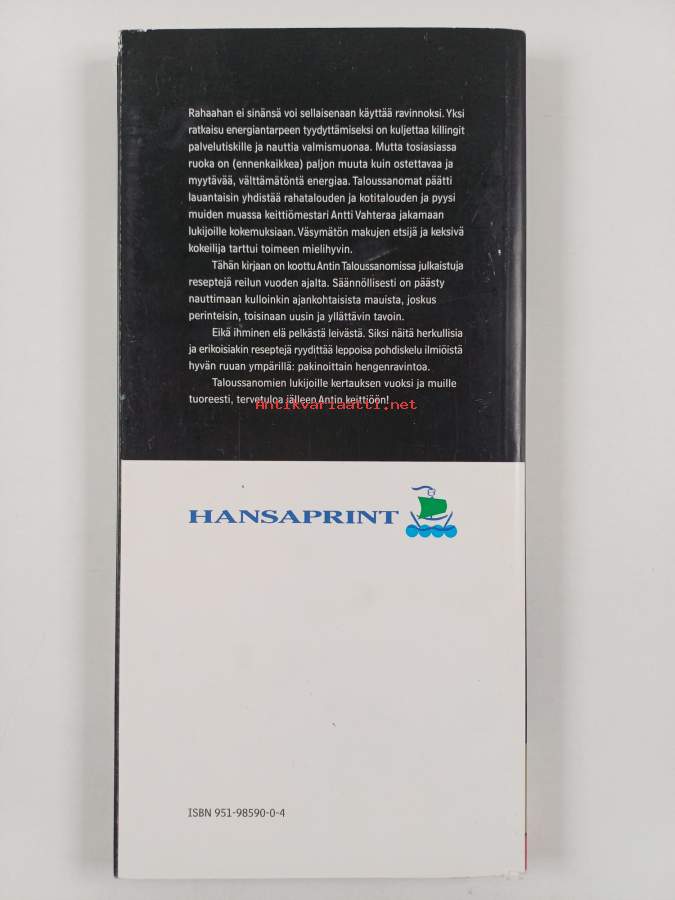 Rahaahan ei sinänsä voi sellaisenaan käyttää ravinnoksi. Yksi
ratkaisu energiantarpeen tyydyttämiseksi on kuljettaa killingit
palvelutiskille ja nauttia valmismuonaa. Mutta tosiasiassa
ruoka on (ennenkaikkea) paljon muuta kuin ostettavaa ja
myytävää, välttämätöntä energiaa. Taloussanomat päätti
lauantaisin yhdistää rahatalouden ja kotitalouden ja pyysi
muiden muassa keittiömestari Antti Vahteraa jakamaan
lukijoille kokemuksiaan. Väsymätön makujen etsijä ja keksivä
kokeilija tarttui toimeen mielihyvin.
Tähän kirjaan on koottu Antin Taloussanomissa julkaistuja
reseptejä reilun vuoden ajalta. Säännöllisesti on päästy
nauttimaan kulloinkin ajankohtaisista mauista, joskus
perinteisin, toisinaan uusin ja yllättävin tavoin.
Eikä ihminen elä pelkästä leivästä. Siksi näitä herkullisia
ja erikoisiakin reseptejä ryydittää leppoisa pohdiskelu ilmiöistä
hyvän ruuan ympärillä: pakinoittain hengenravintoa.
Taloussanomien lukijoille kertauksen vuoksi ja muille
tuoreesti, tervetuloa jälleen Antin keittiöön!
Antikvariaatti.net
HANSAPRINT
ISBN 951-98590-0-4